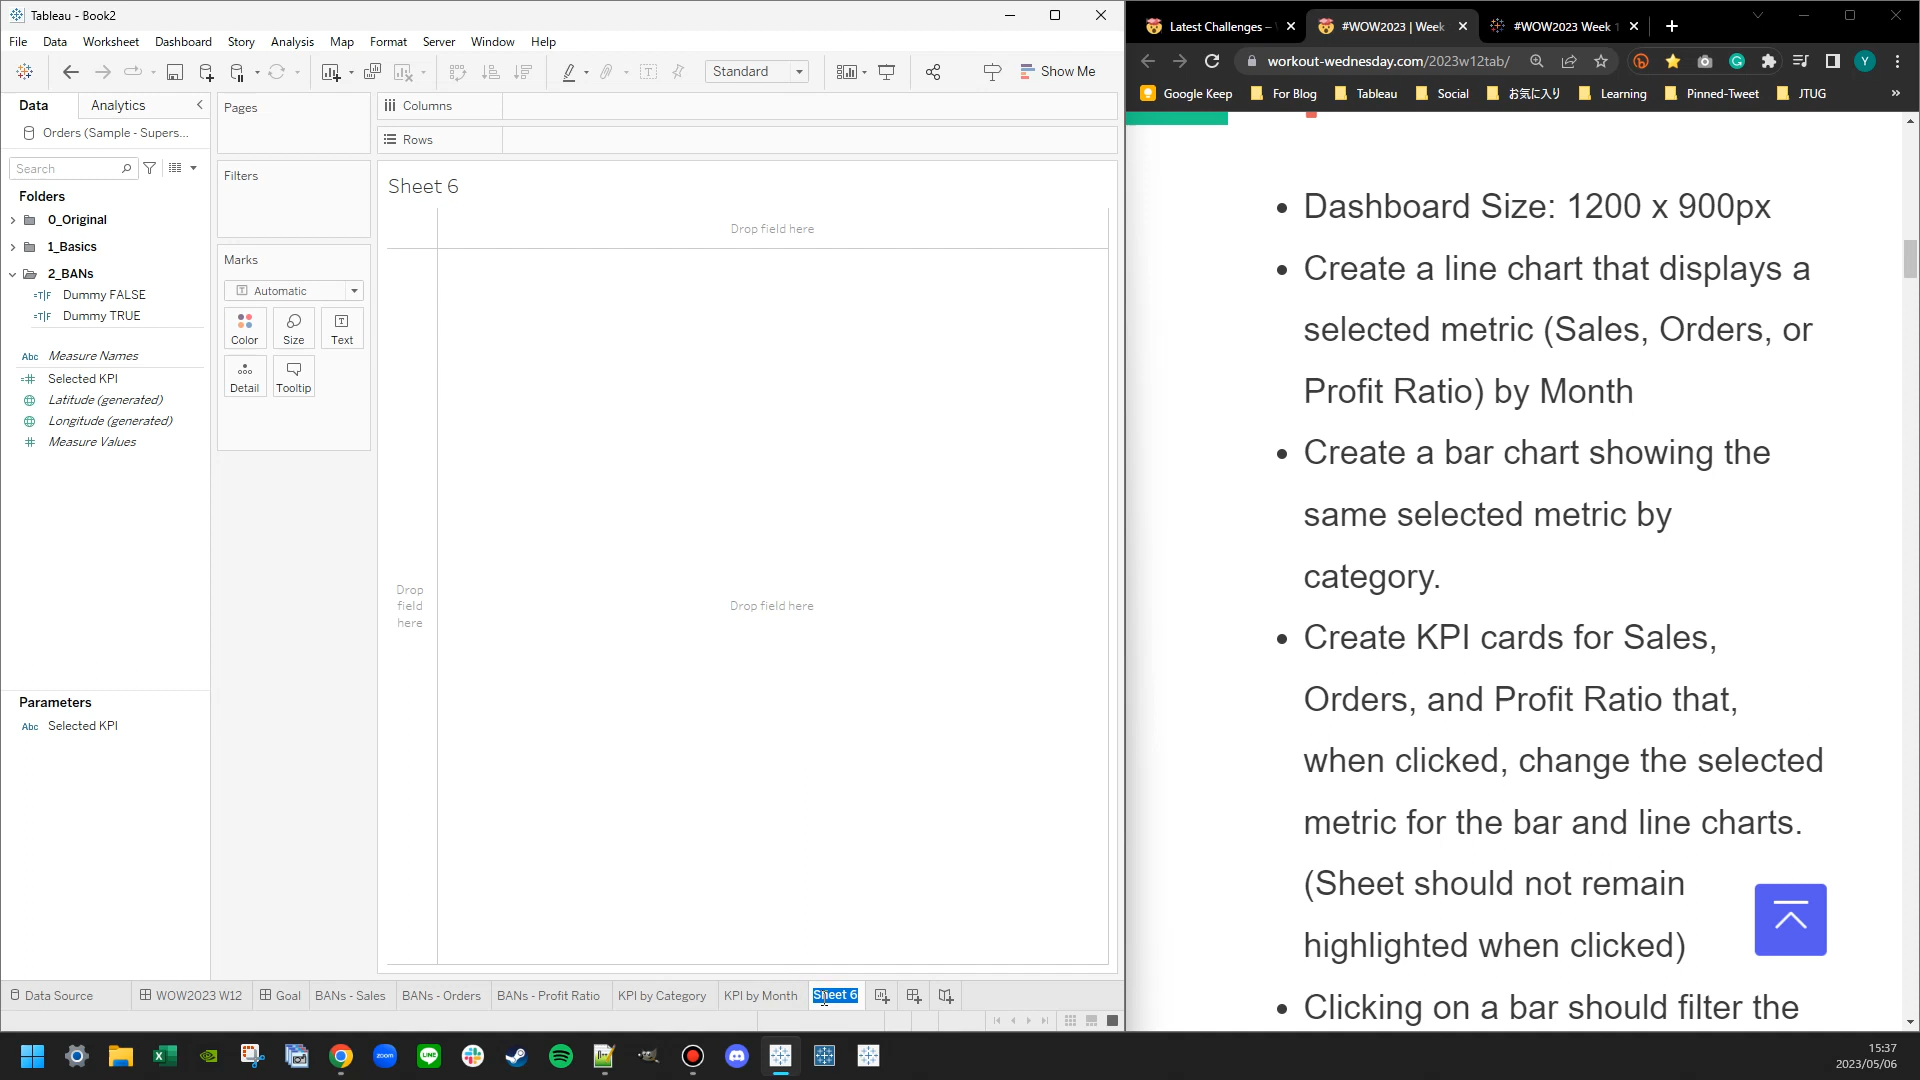 Tableau - Book2
File Data Worksheet Dashboard Story Analysis Map Format Server Window Help
Standard
Show Me
Data Analytics
Orders (Sample - Supers...
Search
Folders
0_Original
1_Basics
2_BANs
=T|F Dummy FALSE
=T|F Dummy TRUE
Abc Measure Names
Selected KPI
Latitude (generated)
Longitude (generated)
Measure Values
Parameters
Abc Selected KPI
Pages
Filters
Marks
Automatic
Color Size Text
Detail Tooltip
Columns
Rows
Sheet 6
Drop field here
Drop
field
here
Drop field here
Data Source WOW2023 W12 Goal BANs - Sales BANs - Orders BANs - Profit Ratio KPI by Category KPI by Month Sheet 6
Latest Challenges – #WOW2023 | Week #WOW2023 Week 1
workout-wednesday.com/2023w12tab/
Y
Google Keep For Blog Tableau Social お気に入り Learning Pinned-Tweet JTUG »
• Dashboard Size: 1200 x 900px
• Create a line chart that displays a
selected metric (Sales, Orders, or
Profit Ratio) by Month
• Create a bar chart showing the
same selected metric by
category.
• Create KPI cards for Sales,
Orders, and Profit Ratio that,
when clicked, change the selected
metric for the bar and line charts.
(Sheet should not remain
highlighted when clicked)
• Clicking on a bar should filter the
zoom
LINE
15:37
2023/05/06